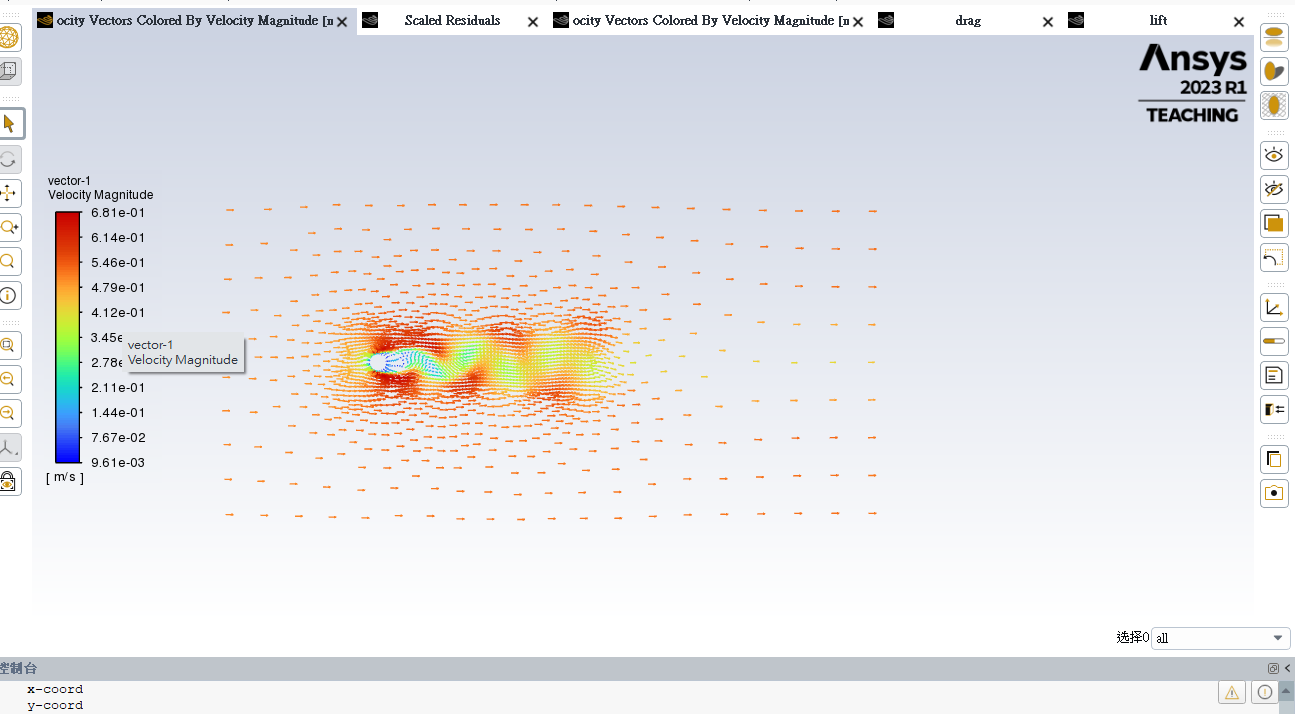 ocity Vectors Colored By Velocity Magnitude [n
Scaled Residuals
ocity Vectors Colored By Velocity Magnitude [n
drag
lift
Ansys
2023 R1
TEACHING
vector-1
Velocity Magnitude
6.81e-01
6.14e-01
5.46e-01
4.79e-01
4.12e-01
3.45e
2.78e
2.11e-01
1.44e-01
7.67e-02
9.61e-03
[ m/s ]
vector-1
Velocity Magnitude
选择0 all
控制台
x-coord
y-coord